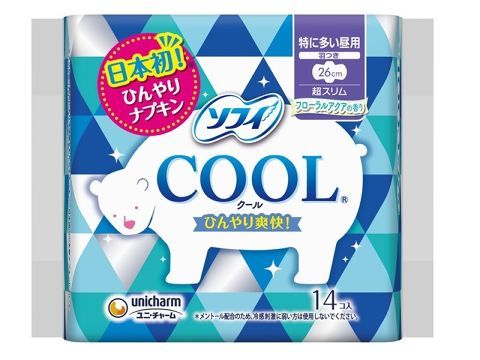 日本初!
ひんやり
ナプキン
特に多い昼用
羽つき
26cm
超スリム
フローラルアクアの香り
ソフィ
COOL®
クール
ひんやり爽快!
unicharm
ユニ・チャーム
14コ入
*メントール配合のため、冷感刺激に弱い方は使用しないでください。